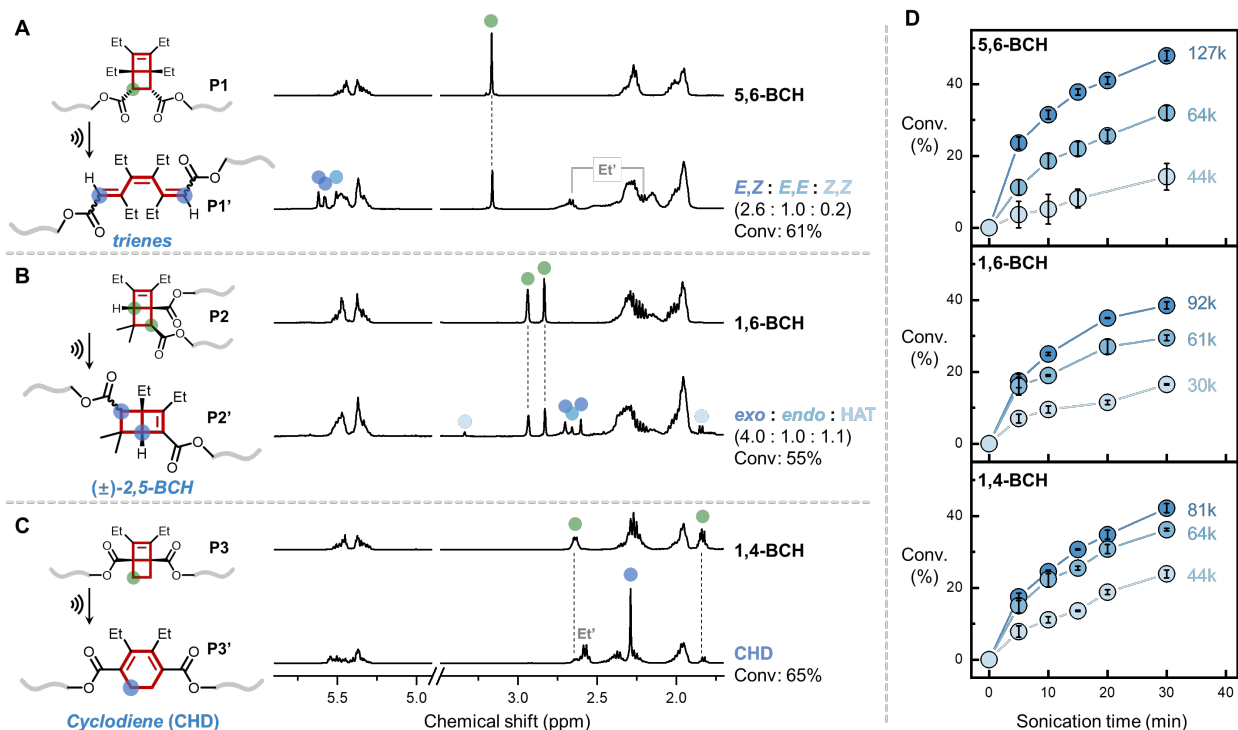 A
Et
Et
Et
Et
P1
O
O
O
O
5,6-BCH
H
Et
Et
O
O
O
O
Et
Et
H
P1'
trienes
Et'
E,Z : E,E : Z,Z
(2.6 : 1.0 : 0.2)
Conv: 61%
B
Et
Et
P2
H
O
O
O
O
1,6-BCH
O
O
Et
Et
P2'
H
O
O
(±)-2,5-BCH
exo : endo : HAT
(4.0 : 1.0 : 1.1)
Conv: 55%
C
Et
Et
P3
O
O
O
O
1,4-BCH
Et
Et
P3'
O
O
O
O
Cyclodiene (CHD)
Et'
CHD
Conv: 65%
5.5
5.0
3.0
2.5
2.0
Chemical shift (ppm)
D
5,6-BCH
127k
64k
44k
Conv.
(%)
40
20
0
1,6-BCH
92k
61k
30k
Conv.
(%)
40
20
0
1,4-BCH
81k
64k
44k
Conv.
(%)
40
20
0
0
10
20
30
40
Sonication time (min)